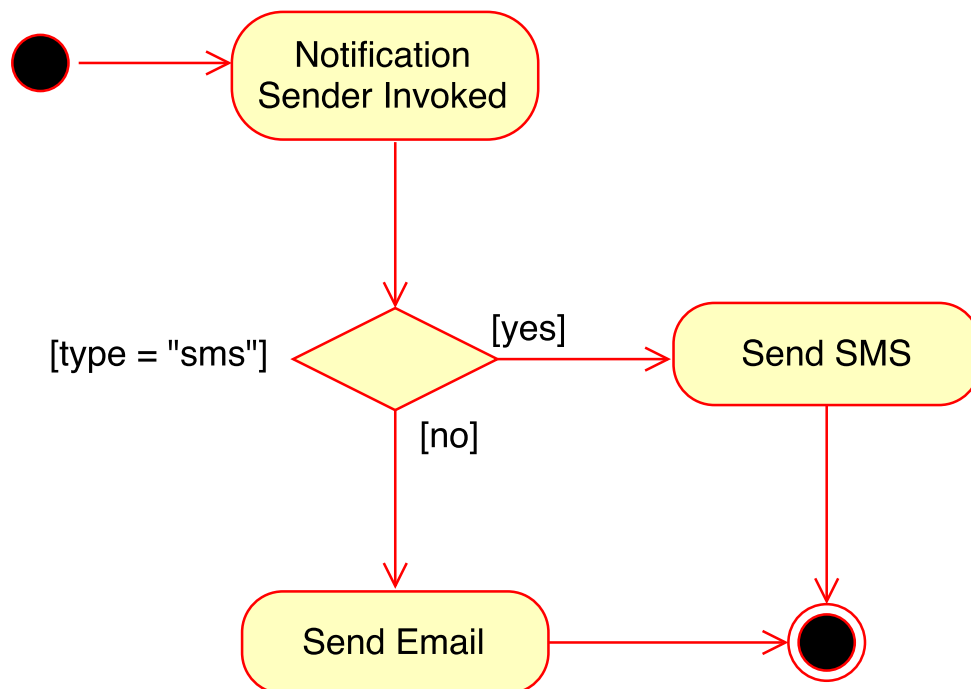 Notification
Sender Invoked
[type = "sms"]
[yes]
Send SMS
[no]
Send Email